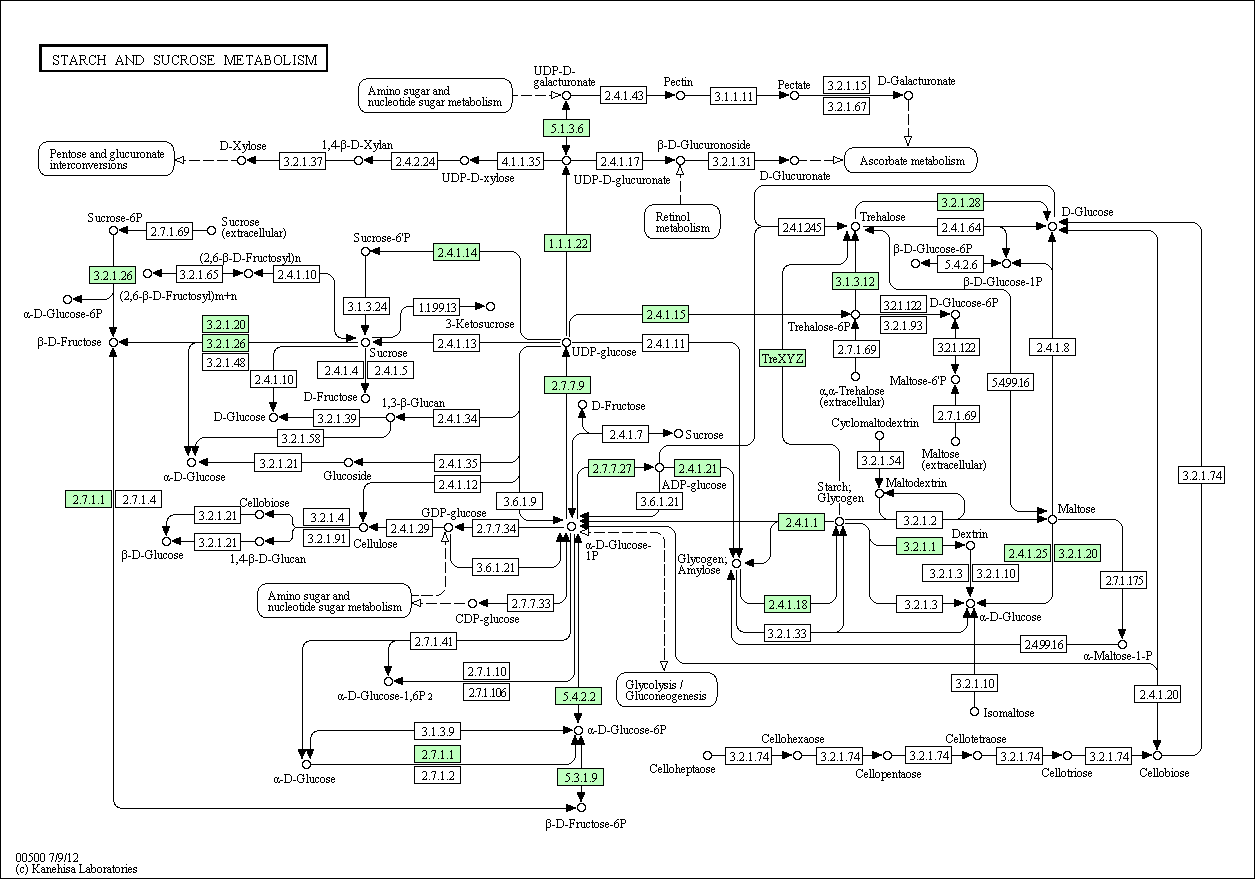 STARCH AND SUCROSE METABOLISM
UDP-D-
galacturonate
Amino sugar and
nucleotide sugar metabolism
2.4.1.43
Pectin
3.1.1.11
Pectate
3.2.1.15
3.2.1.67
D-Galacturonate
5.1.3.6
Pentose and glucuronate
interconversions
D-Xylose
3.2.1.37
1,4-β-D-Xylan
2.4.2.24
UDP-D-xylose
4.1.1.35
UDP-D-glucuronate
2.4.1.17
β-D-Glucuronoside
3.2.1.31
D-Glucuronate
Ascorbate metabolism
Retinol
metabolism
Sucrose-6P
2.7.1.69
Sucrose
(extracellular)
Sucrose-6'P
2.4.1.14
1.1.1.22
2.4.1.245
Trehalose
3.2.1.28
2.4.1.64
D-Glucose
β-D-Glucose-6P
5.4.2.6
β-D-Glucose-1P
3.2.1.26
(2,6-β-D-Fructosyl)n
3.2.1.65
2.4.1.10
(2,6-β-D-Fructosyl)m+n
α-D-Glucose-6P
3.1.3.24
1.1.99.13
3-Ketosucrose
3.1.3.12
2.4.1.15
Trehalose-6P
3.2.1.122
3.2.1.93
D-Glucose-6P
β-D-Fructose
3.2.1.20
3.2.1.26
3.2.1.48
Sucrose
2.4.1.13
UDP-glucose
2.4.1.11
TreXYZ
2.7.1.69
3.2.1.122
2.4.1.8
2.4.1.10
2.4.1.4
2.4.1.5
2.7.7.9
Maltose-6'P
5.4.99.16
α,α-Trehalose
(extracellular)
D-Fructose
D-Glucose
3.2.1.39
1,3-β-Glucan
2.4.1.34
D-Fructose
2.7.1.69
Cyclomaltodextrin
3.2.1.58
2.4.1.7
Sucrose
Maltose
(extracellular)
3.2.1.54
α-D-Glucose
3.2.1.21
Glucoside
2.4.1.35
2.7.7.27
2.4.1.21
ADP-glucose
3.2.1.74
Starch;
Glycogen
Maltodextrin
2.4.1.12
2.7.1.1
2.7.1.4
Cellobiose
3.6.1.9
3.6.1.21
Maltose
3.2.1.21
3.2.1.4
3.2.1.91
Cellulose
2.4.1.29
GDP-glucose
2.7.7.34
α-D-Glucose-
1P
2.4.1.1
3.2.1.2
β-D-Glucose
3.2.1.21
1,4-β-D-Glucan
Dextrin
3.2.1.1
2.4.1.25
3.2.1.20
3.6.1.21
Glycogen;
Amylose
3.2.1.3
3.2.1.10
2.7.1.175
Amino sugar and
nucleotide sugar metabolism
2.7.7.33
CDP-glucose
2.4.1.18
3.2.1.3
α-D-Glucose
3.2.1.33
2.7.1.41
2.4.99.16
α-Maltose-1-P
2.7.1.10
2.7.1.106
α-D-Glucose-1,6P2
5.4.2.2
Glycolysis /
Gluconeogenesis
3.2.1.10
2.4.1.20
Isomaltose
3.1.3.9
α-D-Glucose-6P
2.7.1.1
2.7.1.2
α-D-Glucose
5.3.1.9
β-D-Fructose-6P
Celloheptaose
3.2.1.74
Cellohexaose
3.2.1.74
Cellopentaose
3.2.1.74
Cellotetraose
3.2.1.74
Cellotriose
3.2.1.74
Cellobiose
00500 7/9/12
(c) Kanehisa Laboratories